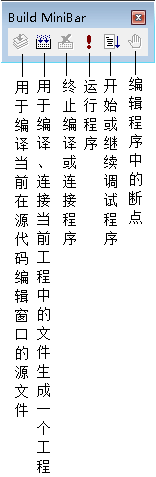 Build MiniBar
用于编译当前在源代码编辑窗口的源文件
用于编译、连接当前工程中的文件生成一个工程
终止编译或连接程序
运行程序
开始或继续调试程序
编辑程序中的断点